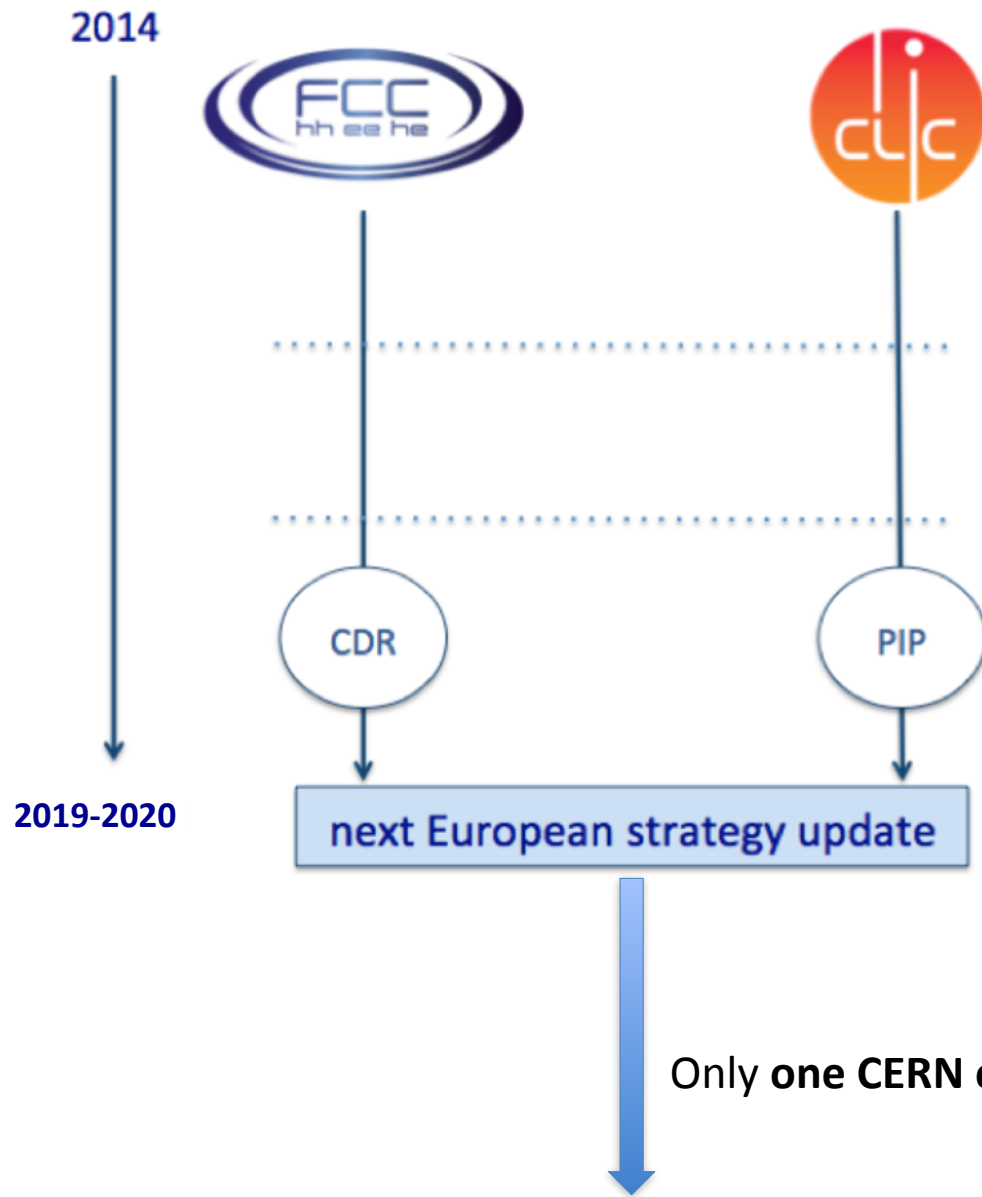 2014
FCC
hh ee he
clic
CDR
PIP
2019-2020
next European strategy update
Only one CERN